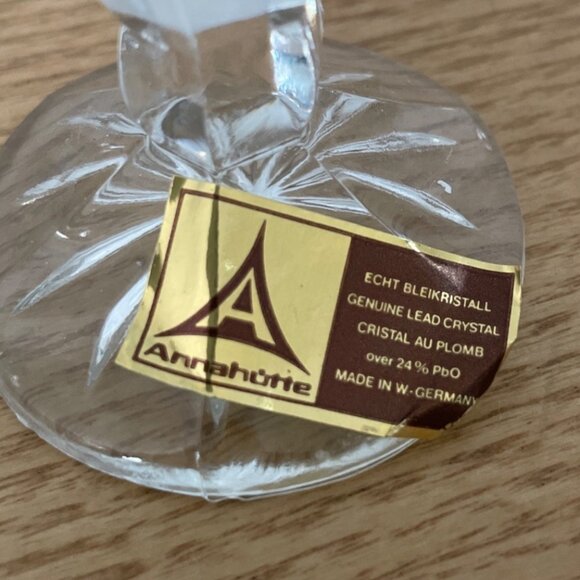 A
Annahütte
ECHT BLEIKRISTALL
GENUINE LEAD CRYSTAL
CRISTAL AU PLOMB
over 24% PbO
MADE IN W.-GERMANY